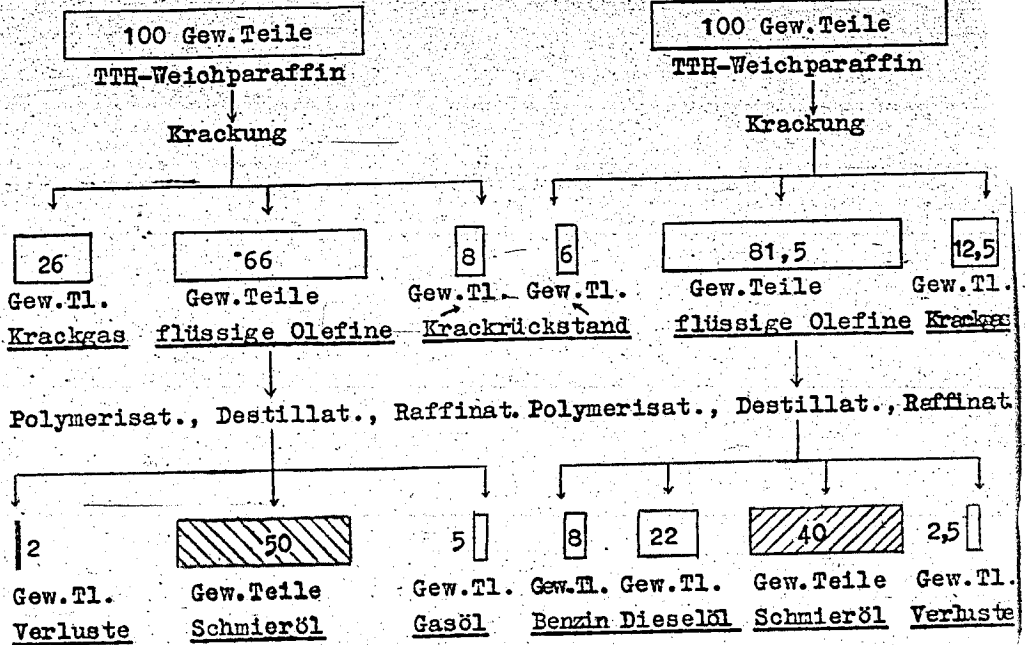 100 Gew.Teile
TTH-Weichparaffin
Krackung
26
66
8
Gew.Tl.
Gew.Teile
Gew.Tl.
Krackgas
flüssige Olefine
Krackrückstand
Polymerisat., Destillat., Raffinat.
2
50
5
Gew.Tl.
Gew.Teile
Gew.Tl.
Verluste
Schmieröl
Gasöl
100 Gew.Teile
TTH-Weichparaffin
Krackung
6
81,5
12,5
Gew.Tl.
Gew.Teile
Gew.Tl.
flüssige Olefine
Krackgas
Polymerisat., Destillat., Raffinat.
8
22
40
2,5
Gew.Tl.
Gew.Tl.
Gew.Teile
Gew.Tl.
Benzin
Dieselöl
Schmieröl
Verluste